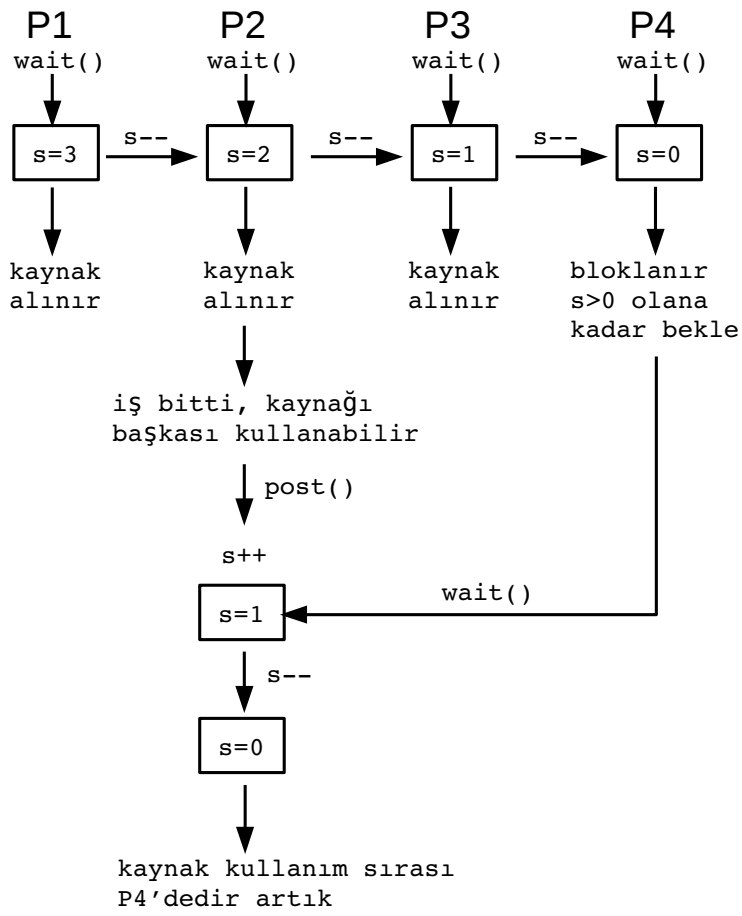 P1 P2 P3 P4
wait() wait() wait() wait()
s=3 s-- s=2 s-- s=1 s-- s=0
kaynak kaynak kaynak bloklanır
alınır alınır alınır s>0 olana
kadar bekle
iş bitti, kaynağı
başkası kullanabilir
post()
s++
wait()
s=1
s--
s=0
kaynak kullanım sırası
P4'dedir artık